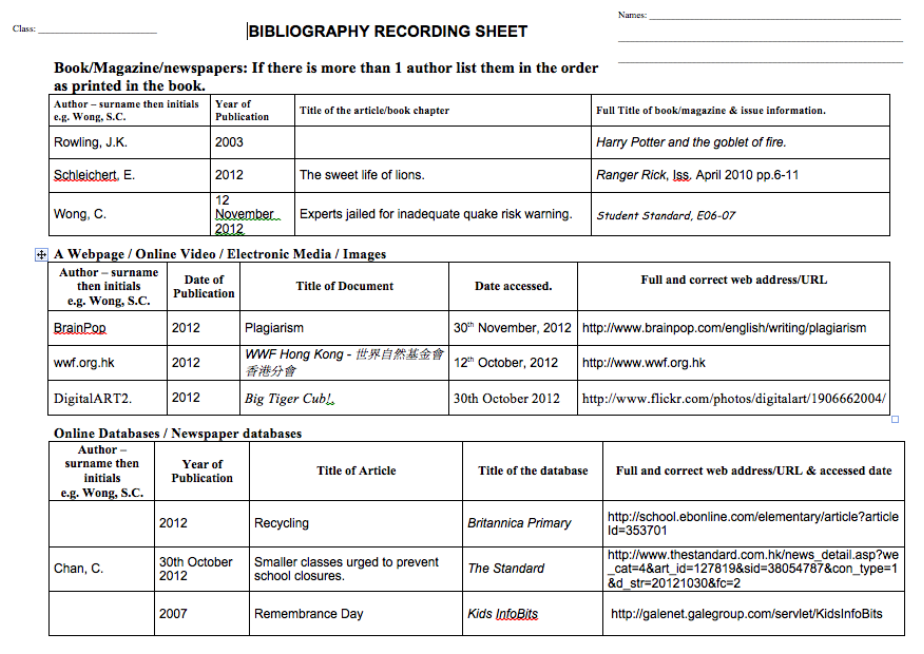 Class: ____________________
Names: ____________________
BIBLIOGRAPHY RECORDING SHEET
Book/Magazine/newspapers: If there is more than 1 author list them in the order
as printed in the book.
Author – surname then initials
e.g. Wong, S.C.
Year of
Publication
Title of the article/book chapter
Full Title of book/magazine & issue information.
Rowling, J.K.
2003
Harry Potter and the goblet of fire.
Schleichert, E.
2012
The sweet life of lions.
Ranger Rick, Iss. April 2010 pp.6-11
Wong, C.
12
November
2012
Experts jailed for inadequate quake risk warning.
Student Standard, E06-07
A Webpage / Online Video / Electronic Media / Images
Author – surname
then initials
e.g. Wong, S.C.
Date of
Publication
Title of Document
Date accessed.
Full and correct web address/URL
BrainPop
2012
Plagiarism
30th November, 2012
http://www.brainpop.com/english/writing/plagiarism
wwf.org.hk
2012
WWF Hong Kong - 世界自然基金會
香港分會
12th October, 2012
http://www.wwf.org.hk
DigitalART2.
2012
Big Tiger Cub!.
30th October 2012
http://www.flickr.com/photos/digitalart/1906662004/
Online Databases / Newspaper databases
Author –
surname then
initials
e.g. Wong, S.C.
Year of
Publication
Title of Article
Title of the database
Full and correct web address/URL & accessed date
2012
Recycling
Britannica Primary
http://school.ebonline.com/elementary/article?article
Id=353701
Chan, C.
30th October
2012
Smaller classes urged to prevent
school closures.
The Standard
http://www.thestandard.com.hk/news_detail.asp?we
_cat=4&art_id=127819&sid=38054787&con_type=1
&d_str=20121030&fc=2
2007
Remembrance Day
Kids InfoBits
http://galenet.galegroup.com/servlet/KidsInfoBits